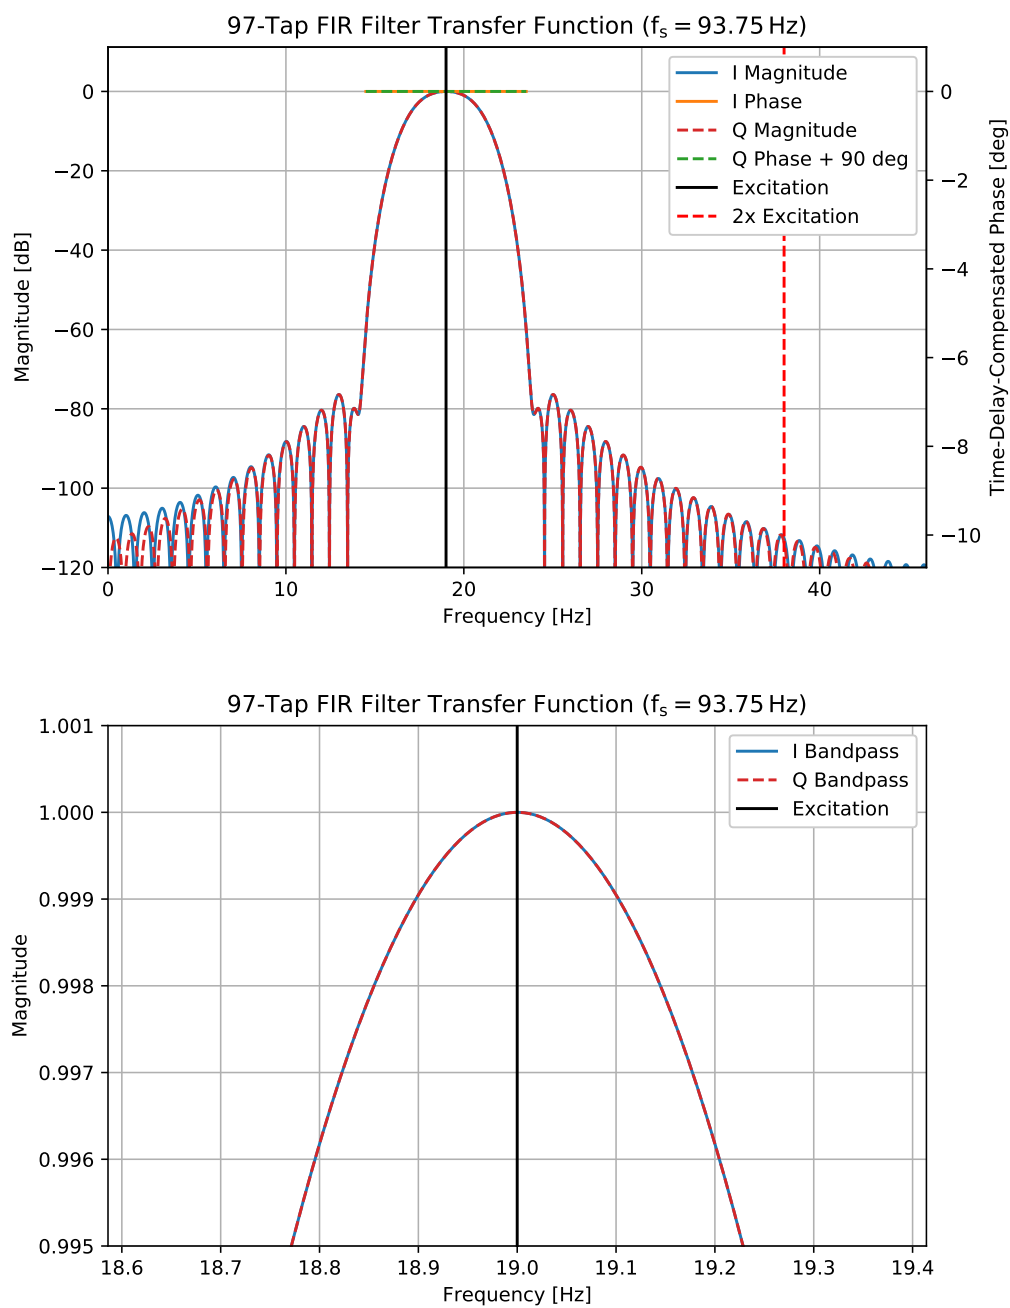 97-Tap FIR Filter Transfer Function (fs = 93.75 Hz)
I Magnitude
I Phase
Q Magnitude
Q Phase + 90 deg
Excitation
2x Excitation
Magnitude [dB]
0
−20
−40
−60
−80
−100
−120
0
−2
−4
−6
−8
−10
Time-Delay-Compensated Phase [deg]
0 10 20 30 40
Frequency [Hz]
97-Tap FIR Filter Transfer Function (fs = 93.75 Hz)
I Bandpass
Q Bandpass
Excitation
Magnitude
1.001
1.000
0.999
0.998
0.997
0.996
0.995
18.6 18.7 18.8 18.9 19.0 19.1 19.2 19.3 19.4
Frequency [Hz]